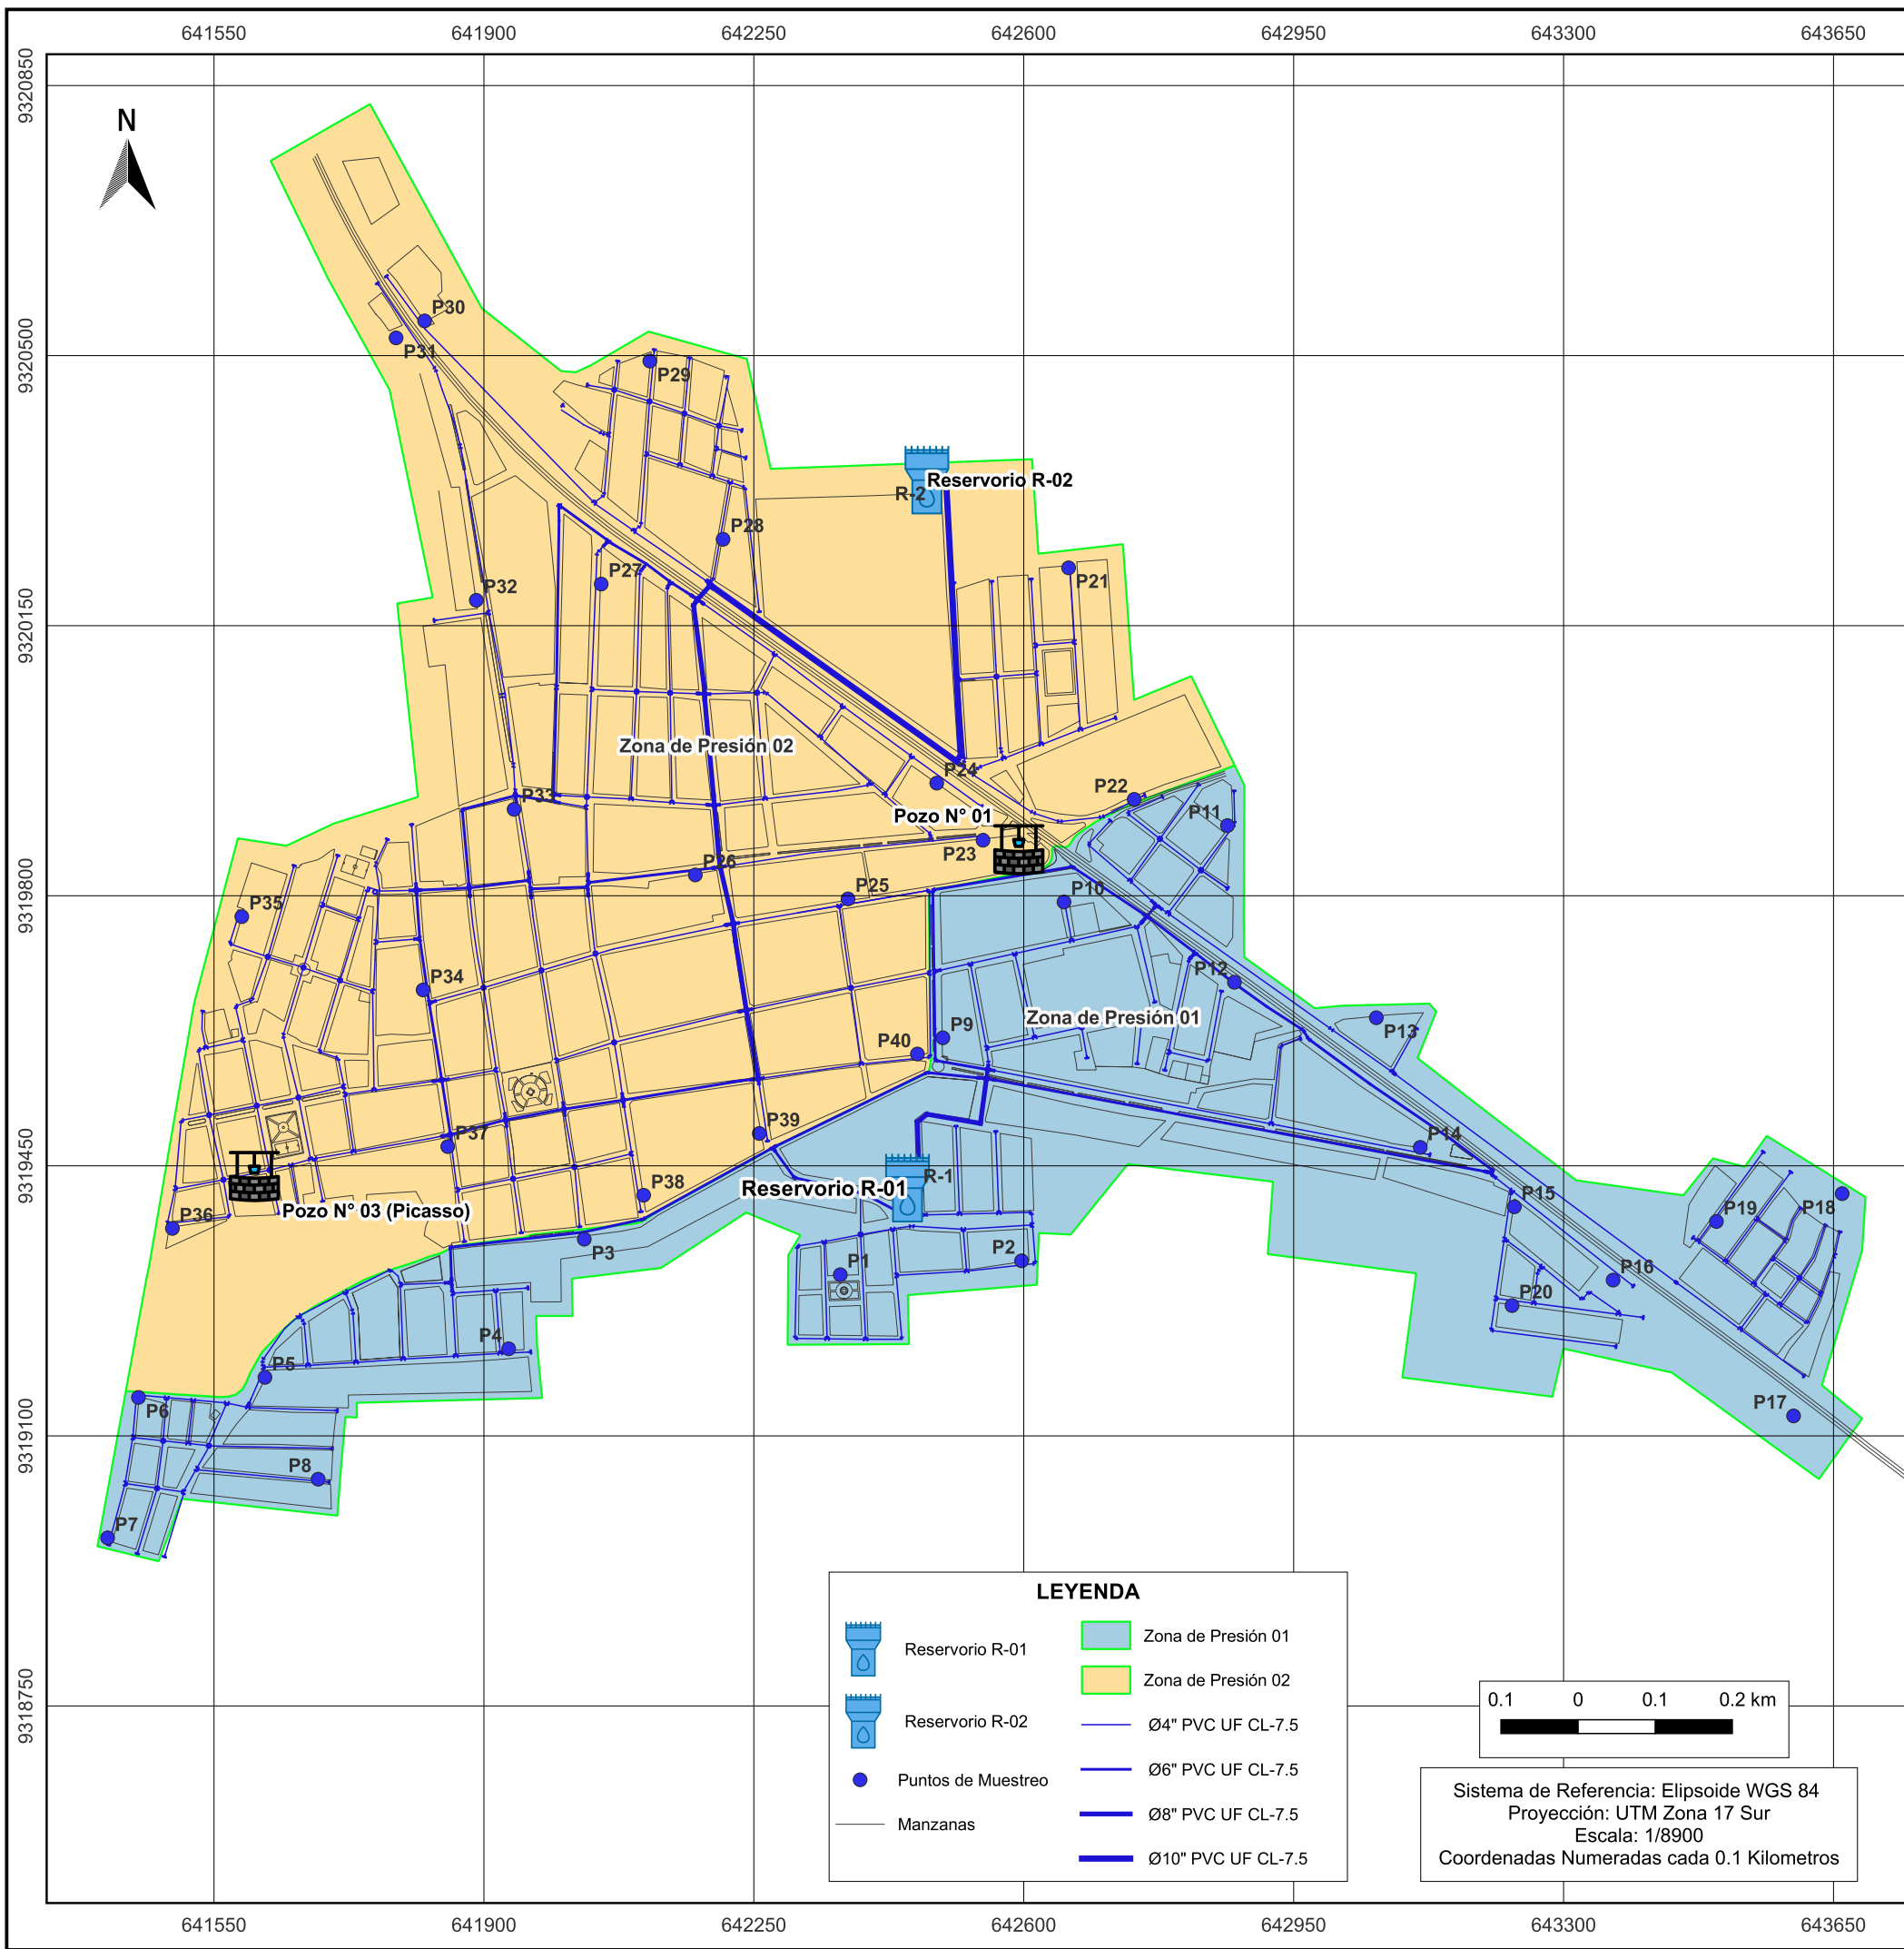 641550 641900 642250 642600 642950 643300 643650
9320850
N
P30
P31
9320500
P29
Reservorio R-02
R-2
P28
P21
P27
P32
9320150
Zona de Presión 02
P24
P22
P33
Pozo N° 01
P11
P23
P26
P25
P10
9319800
P35
P12
P34
Zona de Presión 01
P13
P9
P40
P39
P37
P14
9319450
R-1
Reservorio R-01
P38
Pozo N° 03 (Picasso)
P15
P19
P18
P36
P3
P2
P1
P16
P20
P4
P5
P17
P6
9319100
P8
P7
LEYENDA
Reservorio R-01
Reservorio R-02
Puntos de Muestreo
Manzanas
Zona de Presión 01
Zona de Presión 02
Ø4" PVC UF CL-7.5
Ø6" PVC UF CL-7.5
Ø8" PVC UF CL-7.5
Ø10" PVC UF CL-7.5
9318750
0.1 0 0.1 0.2 km
Sistema de Referencia: Elipsoide WGS 84
Proyección: UTM Zona 17 Sur
Escala: 1/8900
Coordenadas Numeradas cada 0.1 Kilometros
641550 641900 642250 642600 642950 643300 643650